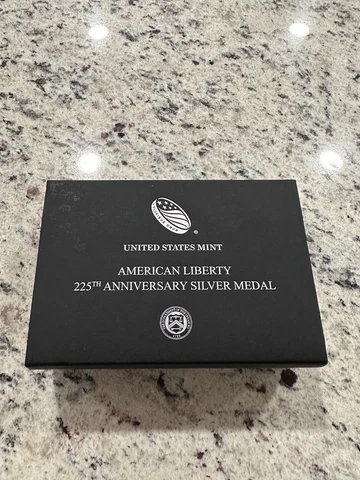 ®
UNITED STATES MINT
AMERICAN LIBERTY
225TH ANNIVERSARY SILVER MEDAL